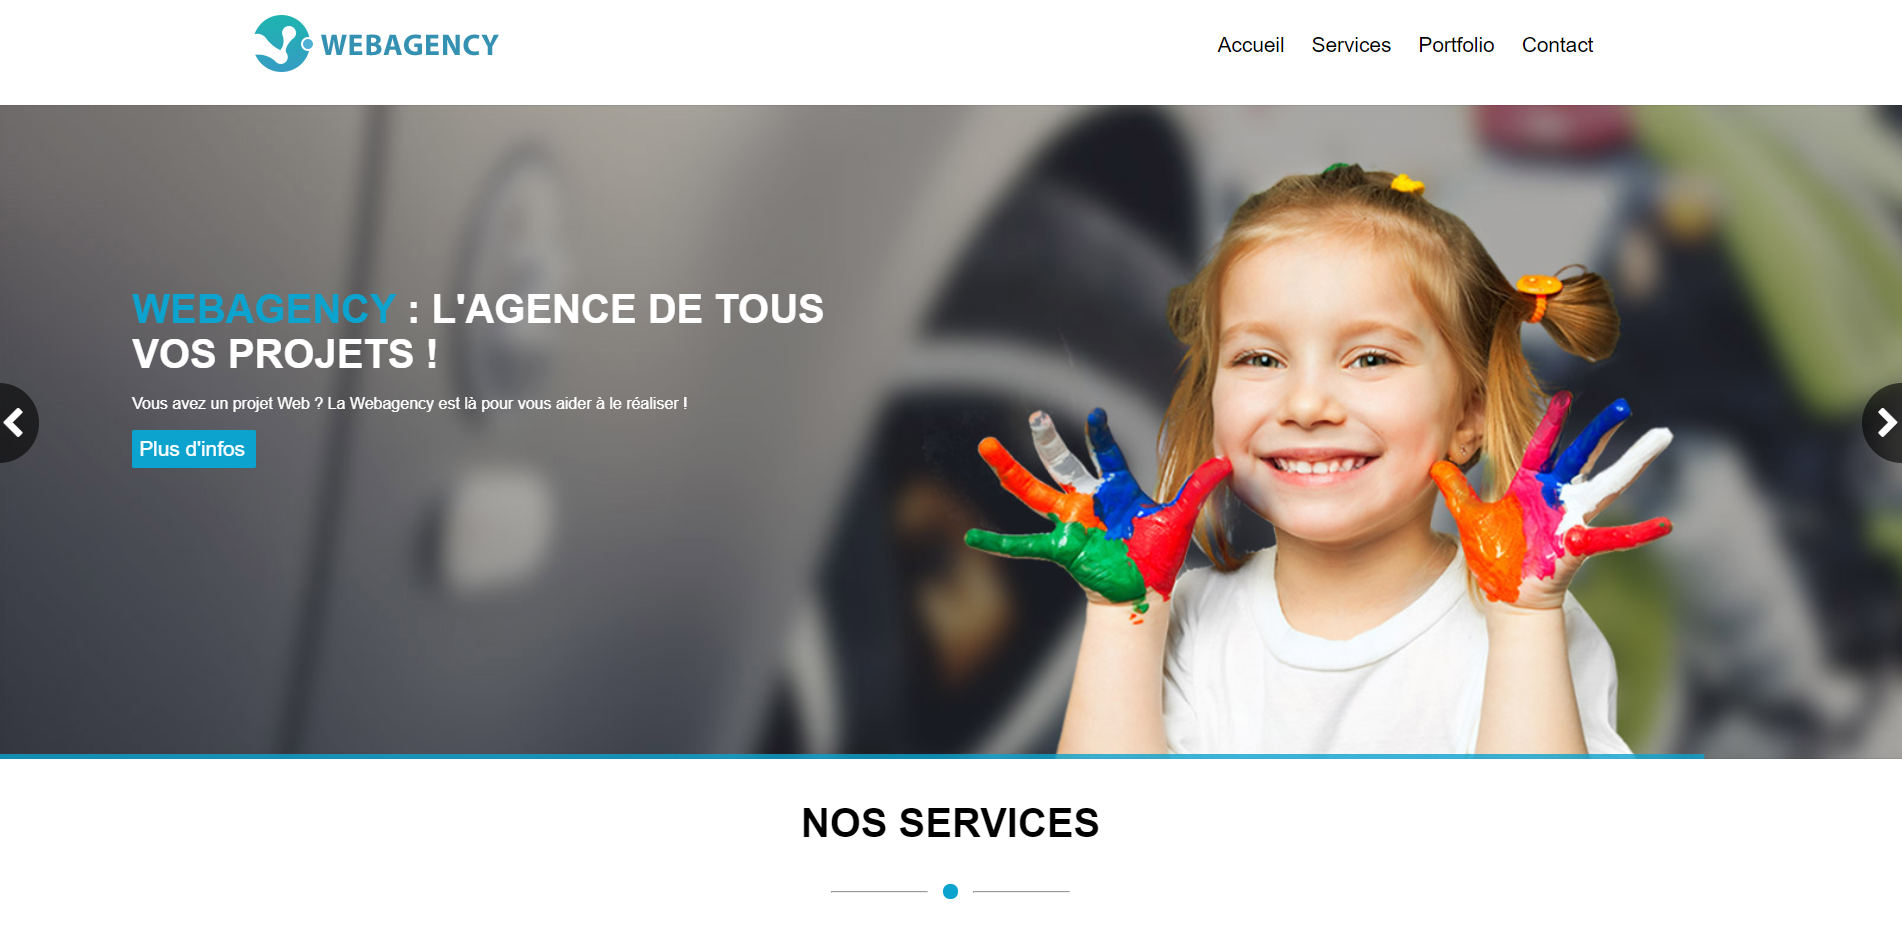 WEBAGENCY
Accueil Services Portfolio Contact
WEBAGENCY : L'AGENCE DE TOUS
VOS PROJETS !
Vous avez un projet Web ? La Webagency est là pour vous aider à le réaliser !
Plus d'infos
NOS SERVICES